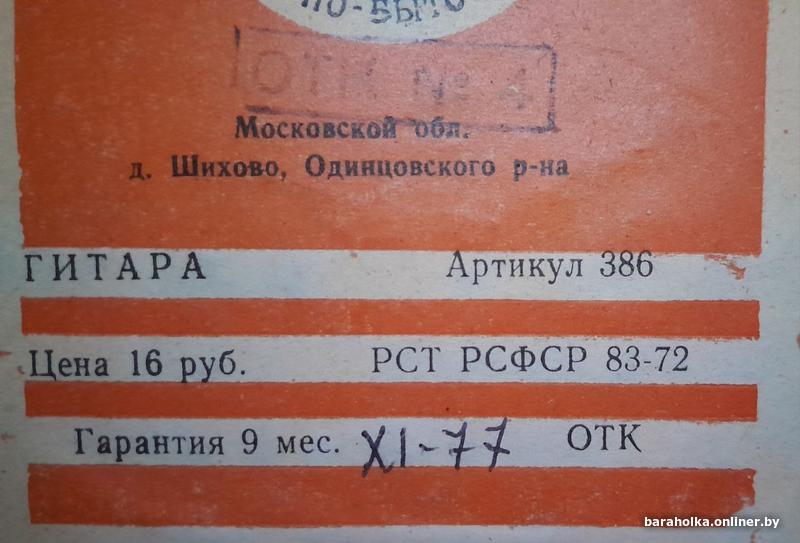 ОТК № 4
Московской обл.
д. Шихово, Одинцовского р-на
ГИТАРА Артикул 386
Цена 16 руб. РСТ РСФСР 83-72
Гарантия 9 мес. XI-77 ОТК
baraholka.onliner.by